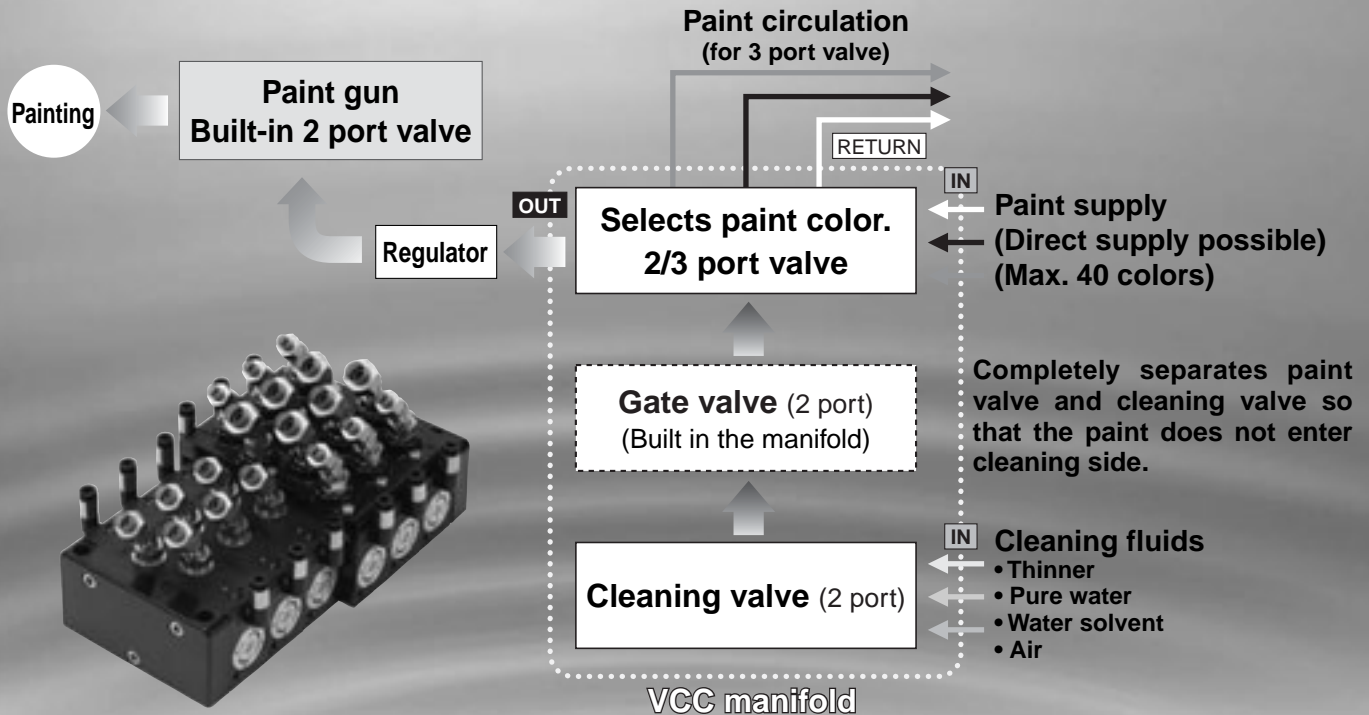 Paint circulation
(for 3 port valve)
Painting
Paint gun
Built-in 2 port valve
RETURN
IN
OUT
Selects paint color.
2/3 port valve
Regulator
Paint supply
(Direct supply possible)
(Max. 40 colors)
Gate valve (2 port)
(Built in the manifold)
Completely separates paint
valve and cleaning valve so
that the paint does not enter
cleaning side.
IN
Cleaning valve (2 port)
Cleaning fluids
• Thinner
• Pure water
• Water solvent
• Air
VCC manifold